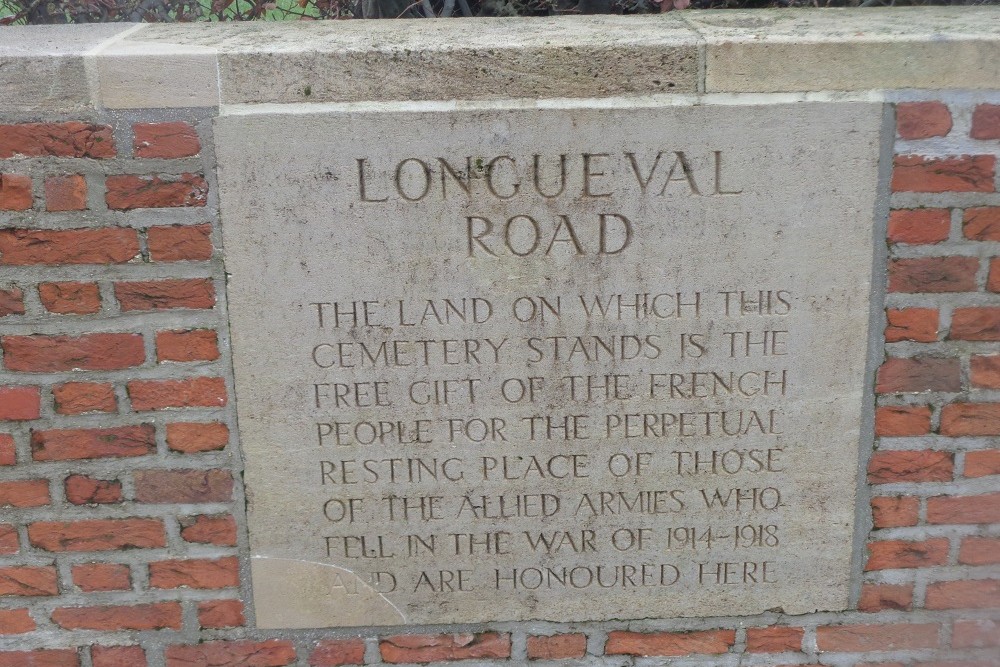 LONGUEVAL
ROAD
THE LAND ON WHICH THIS
CEMETERY STANDS IS THE
FREE GIFT OF THE FRENCH
PEOPLE FOR THE PERPETUAL
RESTING PLACE OF THOSE
OF THE ALLIED ARMIES WHO
FELL IN THE WAR OF 1914-1918
AND ARE HONOURED HERE